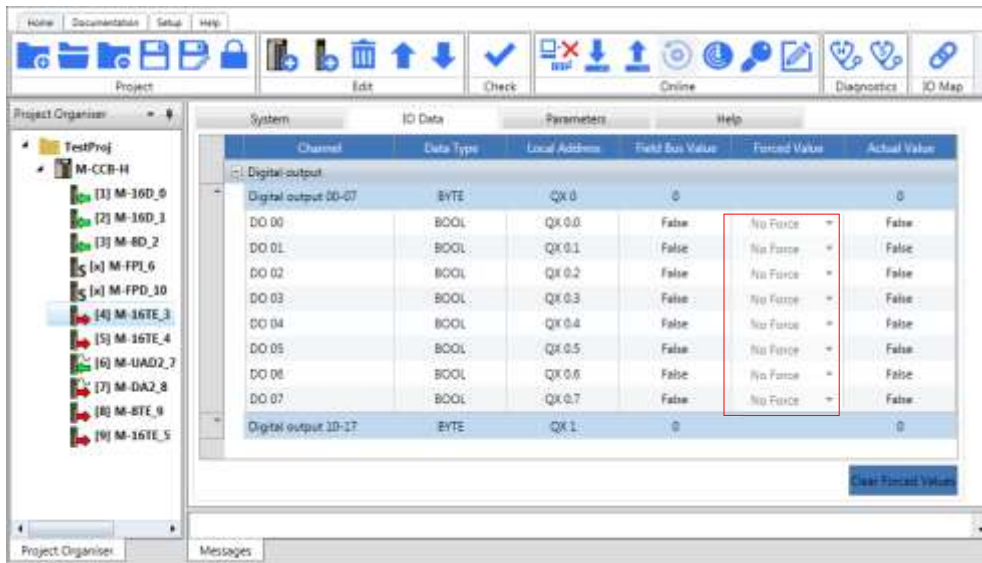 Home Documentation Setup Help
Project Edit Check Online Diagnostics IO Map
Project Organiser
System IO Data Parameters Help
TestProj
M-CCB-H
[1] M-16D_0
[2] M-16D_1
[3] M-8D_2
[x] M-FPI_6
[x] M-FPD_10
[4] M-16TE_3
[5] M-16TE_4
[6] M-UAD2_7
[7] M-DA2_8
[8] M-8TE_9
[9] M-16TE_5
Channel Data Type Local Address Field Bus Value Forced Value Actual Value
Digital output
Digital output 00-07 BYTE QX 0 0 0
DO 00 BOOL QX 0.0 False No Force False
DO 01 BOOL QX 0.1 False No Force False
DO 02 BOOL QX 0.2 False No Force False
DO 03 BOOL QX 0.3 False No Force False
DO 04 BOOL QX 0.4 False No Force False
DO 05 BOOL QX 0.5 False No Force False
DO 06 BOOL QX 0.6 False No Force False
DO 07 BOOL QX 0.7 False No Force False
Digital output 10-17 BYTE QX 1 0 0
Clear Forced Values
Project Organiser Messages